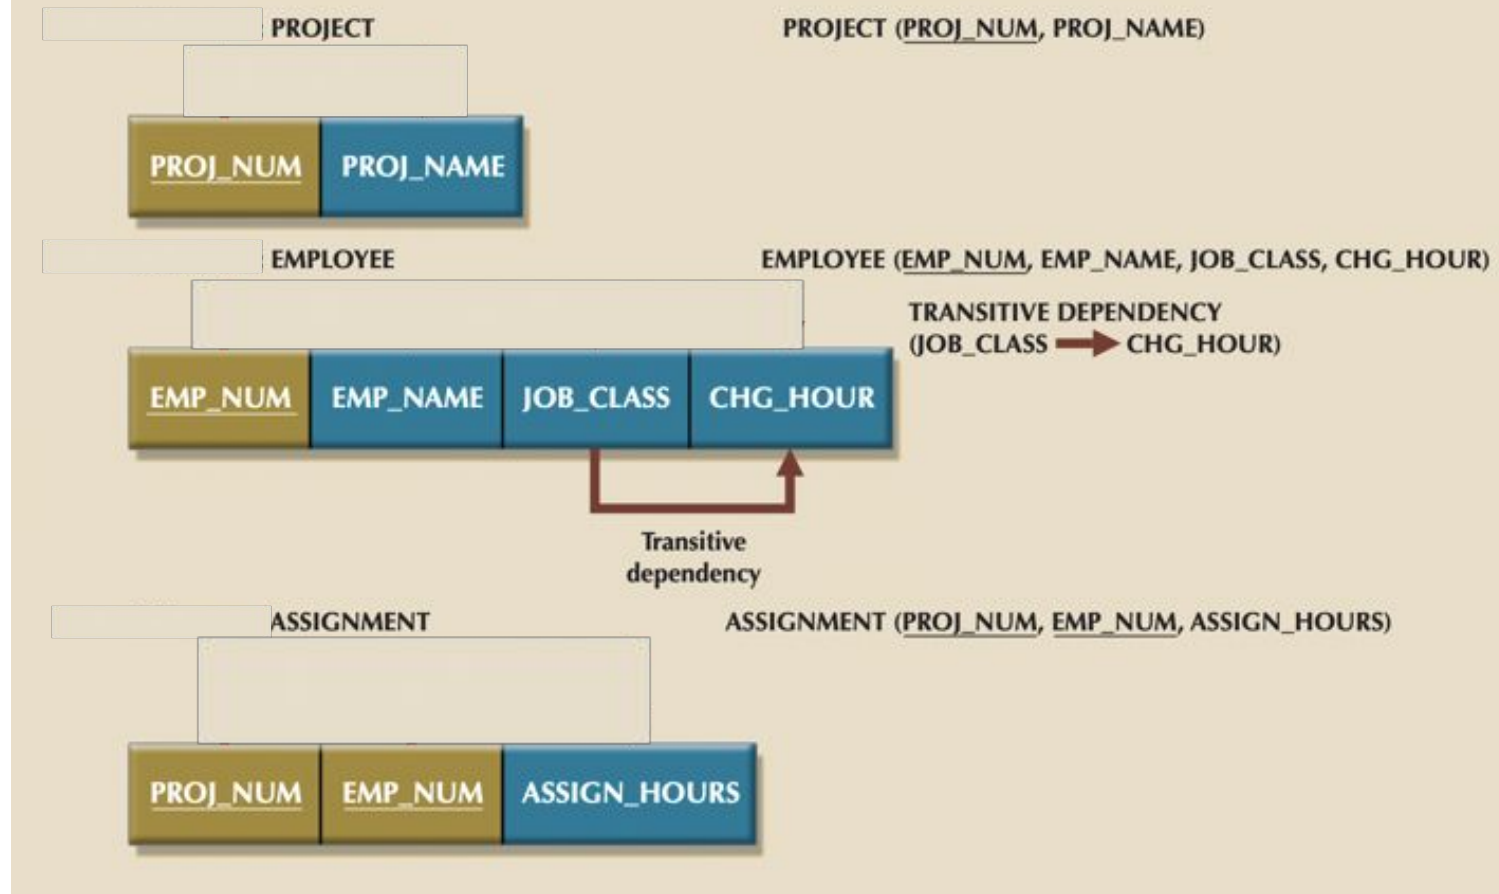 PROJECT
PROJECT (PROJ_NUM, PROJ_NAME)
PROJ_NUM PROJ_NAME
EMPLOYEE
EMPLOYEE (EMP_NUM, EMP_NAME, JOB_CLASS, CHG_HOUR)
TRANSITIVE DEPENDENCY
(JOB_CLASS CHG_HOUR)
EMP_NUM EMP_NAME JOB_CLASS CHG_HOUR
Transitive
dependency
ASSIGNMENT
ASSIGNMENT (PROJ_NUM, EMP_NUM, ASSIGN_HOURS)
PROJ_NUM EMP_NUM ASSIGN_HOURS